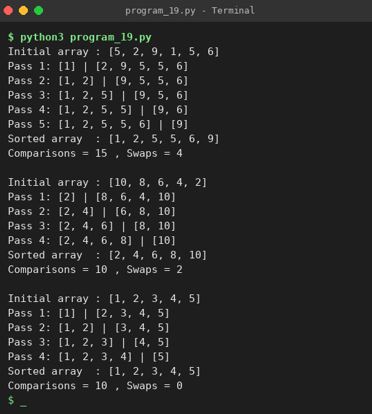 program_19.py - Terminal
$ python3 program_19.py
Initial array : [5, 2, 9, 1, 5, 6]
Pass 1: [1] | [2, 9, 5, 5, 6]
Pass 2: [1, 2] | [9, 5, 5, 6]
Pass 3: [1, 2, 5] | [9, 5, 6]
Pass 4: [1, 2, 5, 5] | [9, 6]
Pass 5: [1, 2, 5, 5, 6] | [9]
Sorted array  : [1, 2, 5, 5, 6, 9]
Comparisons = 15 , Swaps = 4

Initial array : [10, 8, 6, 4, 2]
Pass 1: [2] | [8, 6, 4, 10]
Pass 2: [2, 4] | [6, 8, 10]
Pass 3: [2, 4, 6] | [8, 10]
Pass 4: [2, 4, 6, 8] | [10]
Sorted array  : [2, 4, 6, 8, 10]
Comparisons = 10 , Swaps = 2

Initial array : [1, 2, 3, 4, 5]
Pass 1: [1] | [2, 3, 4, 5]
Pass 2: [1, 2] | [3, 4, 5]
Pass 3: [1, 2, 3] | [4, 5]
Pass 4: [1, 2, 3, 4] | [5]
Sorted array  : [1, 2, 3, 4, 5]
Comparisons = 10 , Swaps = 0
$ _